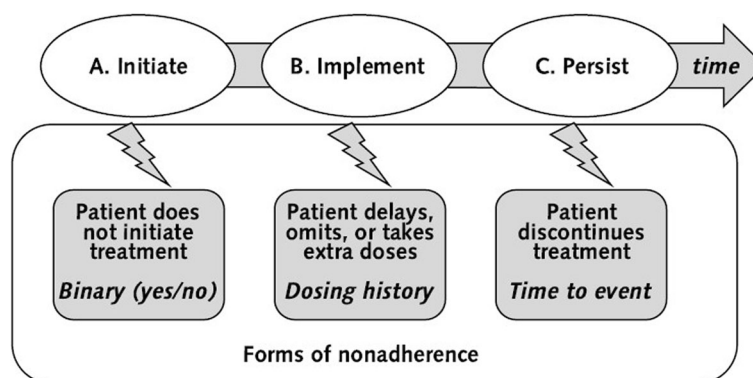 A. Initiate
B. Implement
C. Persist
time
Patient does
not initiate
treatment
Binary (yes/no)
Patient delays,
omits, or takes
extra doses
Dosing history
Patient
discontinues
treatment
Time to event
Forms of nonadherence